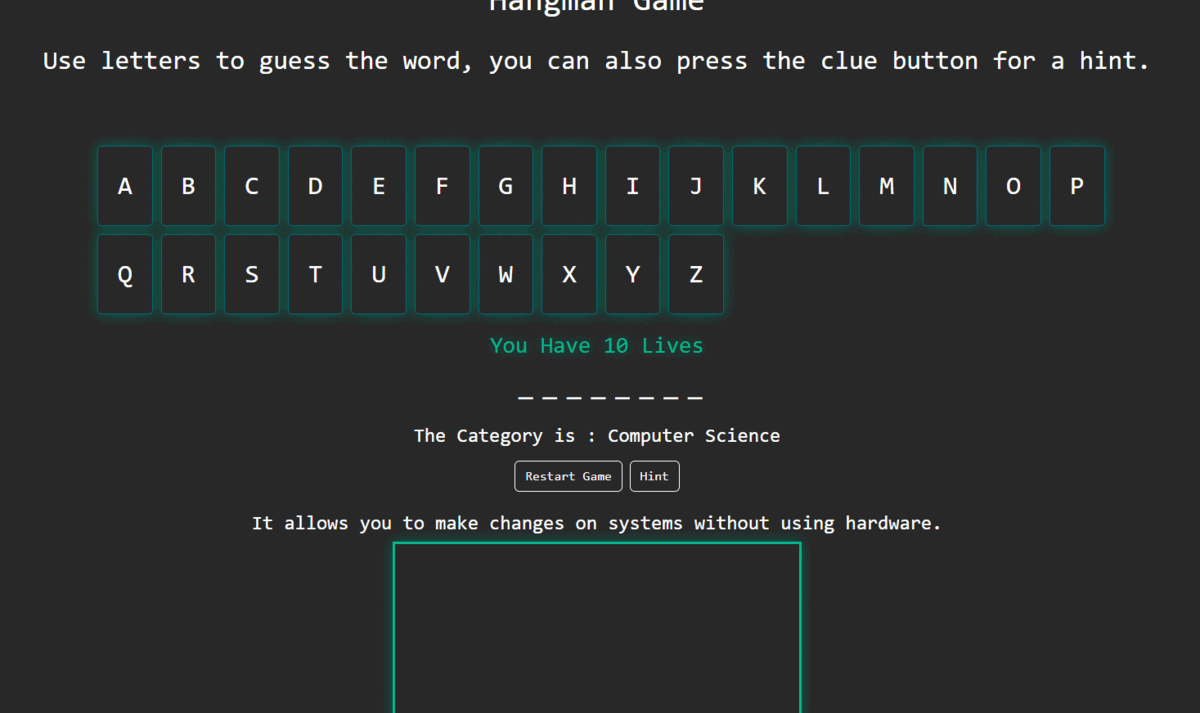 Hangman Game
Use letters to guess the word, you can also press the clue button for a hint.
A B C D E F G H I J K L M N O P
Q R S T U V W X Y Z
You Have 10 Lives
_ _ _ _ _ _ _ _
The Category is : Computer Science
Restart Game Hint
It allows you to make changes on systems without using hardware.